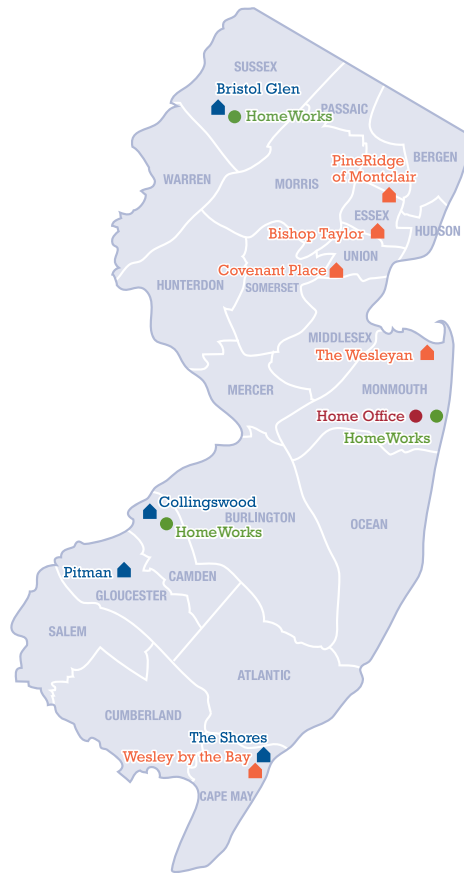 SUSSEX
Bristol Glen
HomeWorks
PASSAIC
BERGEN
PineRidge
of Montclair
WARREN
MORRIS
ESSEX
HUDSON
Bishop Taylor
UNION
Covenant Place
HUNTERDON
SOMERSET
MIDDLESEX
The Wesleyan
MERCER
MONMOUTH
Home Office
HomeWorks
Collingswood
BURLINGTON
OCEAN
HomeWorks
Pitman
CAMDEN
GLOUCESTER
SALEM
ATLANTIC
CUMBERLAND
The Shores
Wesley by the Bay
CAPE MAY